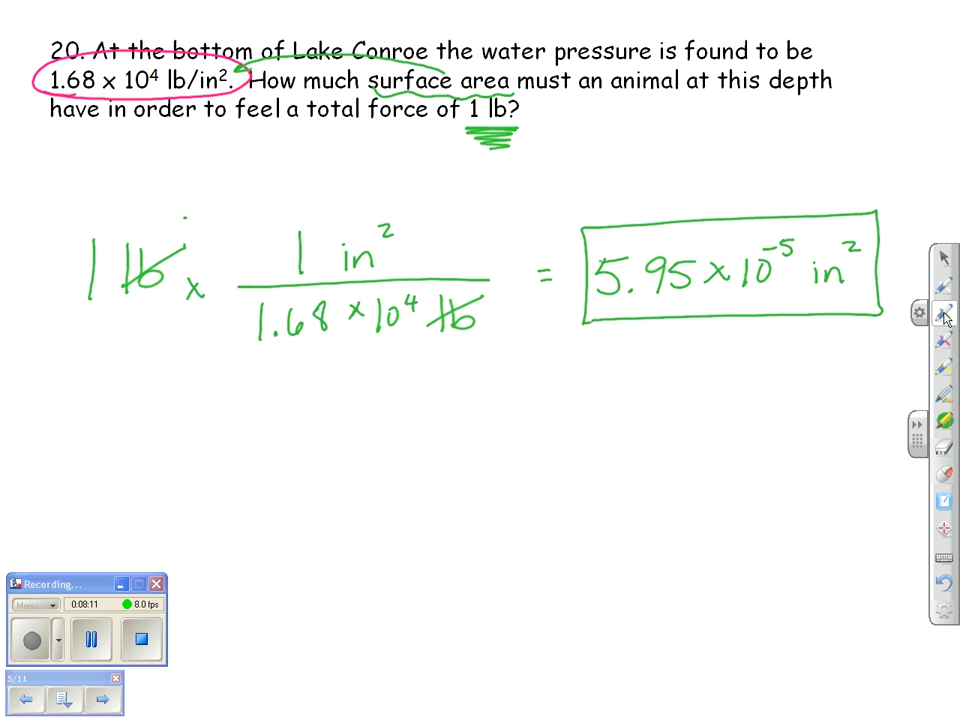 20. At the bottom of Lake Conroe the water pressure is found to be
1.68 x 10⁴ lb/in². How much surface area must an animal at this depth
have in order to feel a total force of 1 lb?
1 lb x 1 in² / 1.68 x 10⁴ lb = 5.95 x 10⁻⁵ in²
Recording...
Menu 0:08:11 8.0 fps
5/11